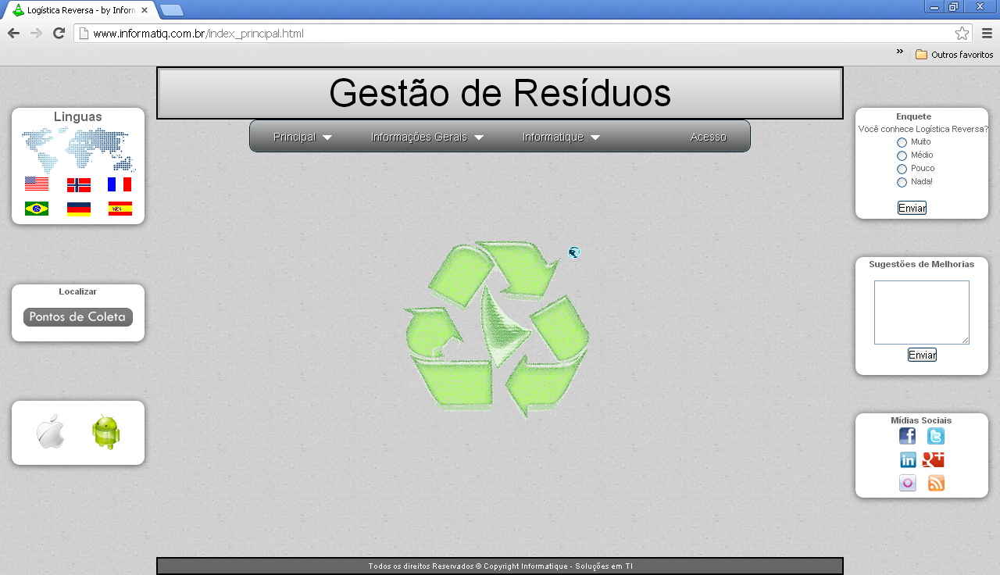 Logística Reversa - by Inform
www.informatiq.com.br/index_principal.html
»
Outros favoritos
Gestão de Resíduos
Principal
Informações Gerais
Informatique
Acesso
Linguas
Localizar
Pontos de Coleta
Enquete
Você conhece Logística Reversa?
Muito
Médio
Pouco
Nada!
Enviar
Sugestões de Melhorias
Enviar
Mídias Sociais
Todos os direitos Reservados © Copyright Informatique - Soluções em TI